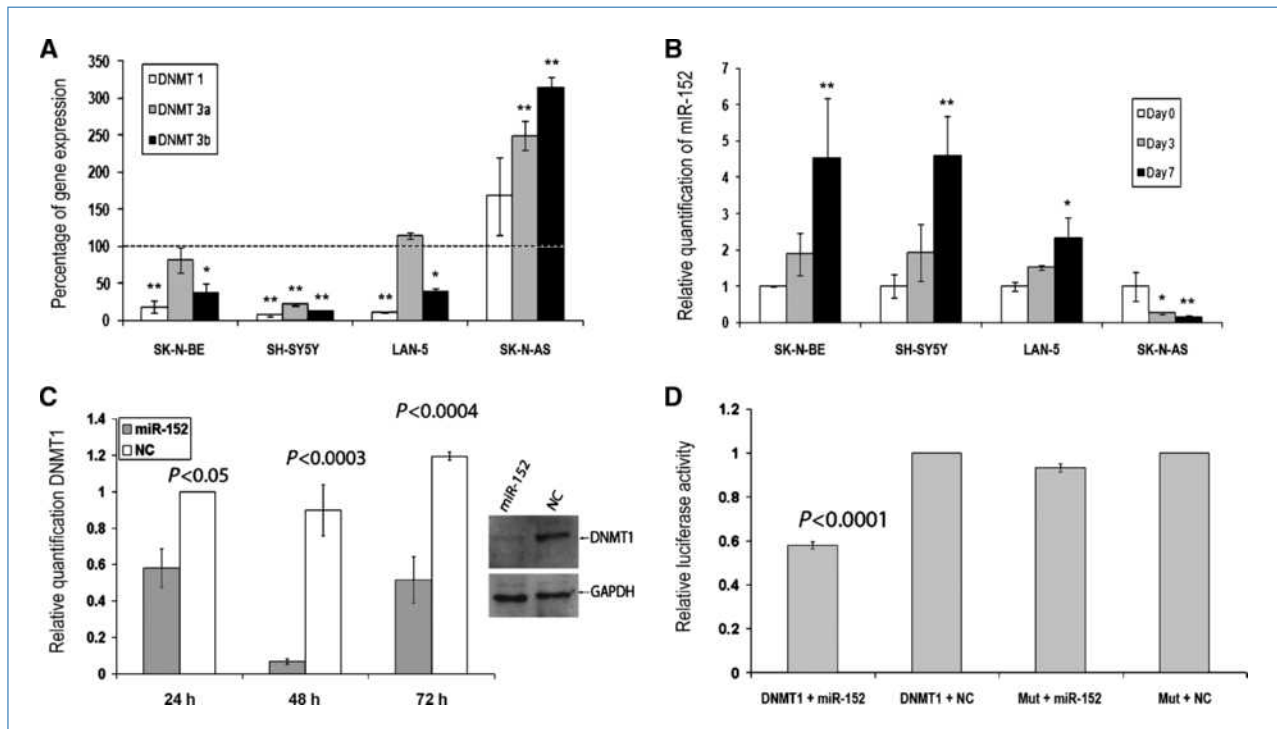 A
Percentage of gene expression
350
300
250
200
150
100
50
0
DNMT 1
DNMT 3a
DNMT 3b
** * ** ** ** ** * ** **
SK-N-BE SH-SY5Y LAN-5 SK-N-AS
B
Relative quantification of mIR-152
7
6
5
4
3
2
1
0
Day 0
Day 3
Day 7
** ** * * **
SK-N-BE SH-SY5Y LAN-5 SK-N-AS
C
Relative quantification DNMT1
1.4
1.2
1
0.8
0.6
0.4
0.2
0
miR-152
NC
P<0.05
P<0.0003
P<0.0004
24 h 48 h 72 h
miR-152 NC
DNMT1
GAPDH
D
Relative luciferase activity
1.2
1
0.8
0.6
0.4
0.2
0
P<0.0001
DNMT1 + miR-152 DNMT1 + NC Mut + miR-152 Mut + NC